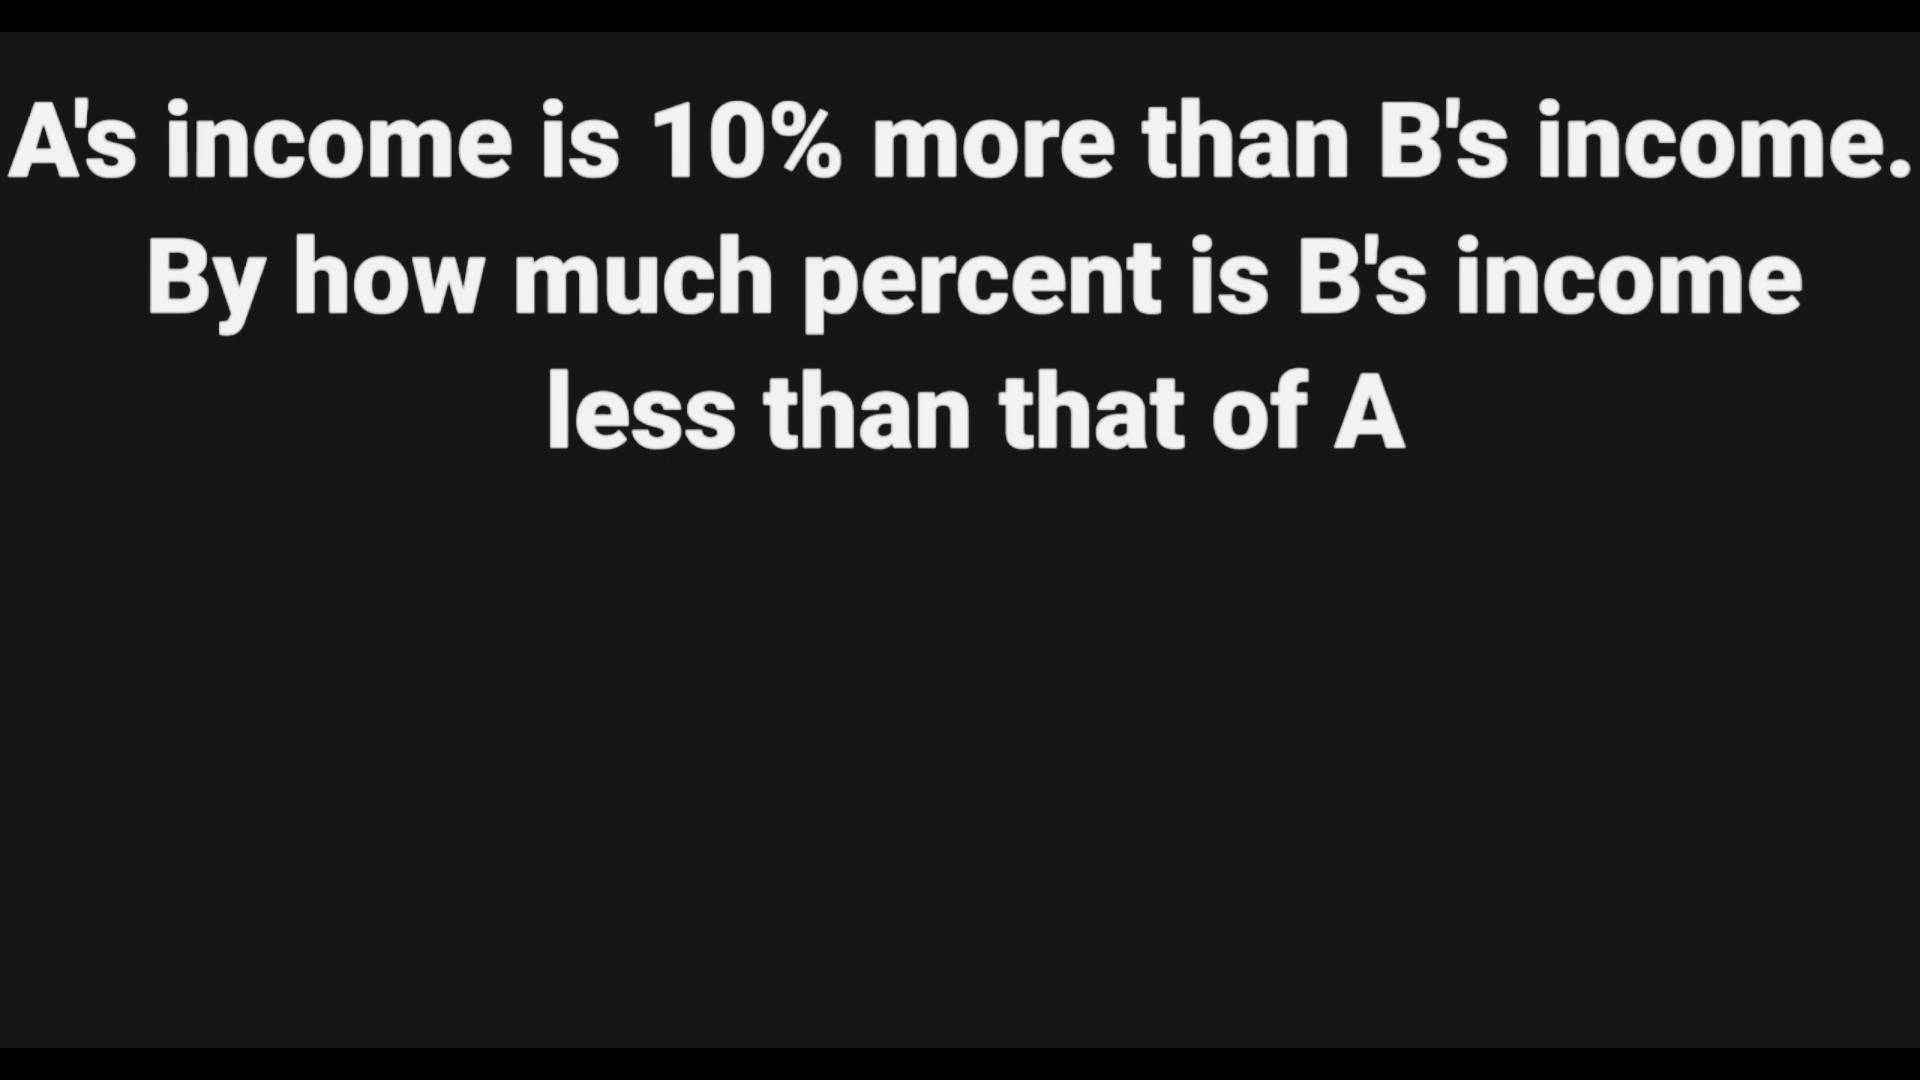 A's income is 10% more than B's income.
By how much percent is B's income
less than that of A